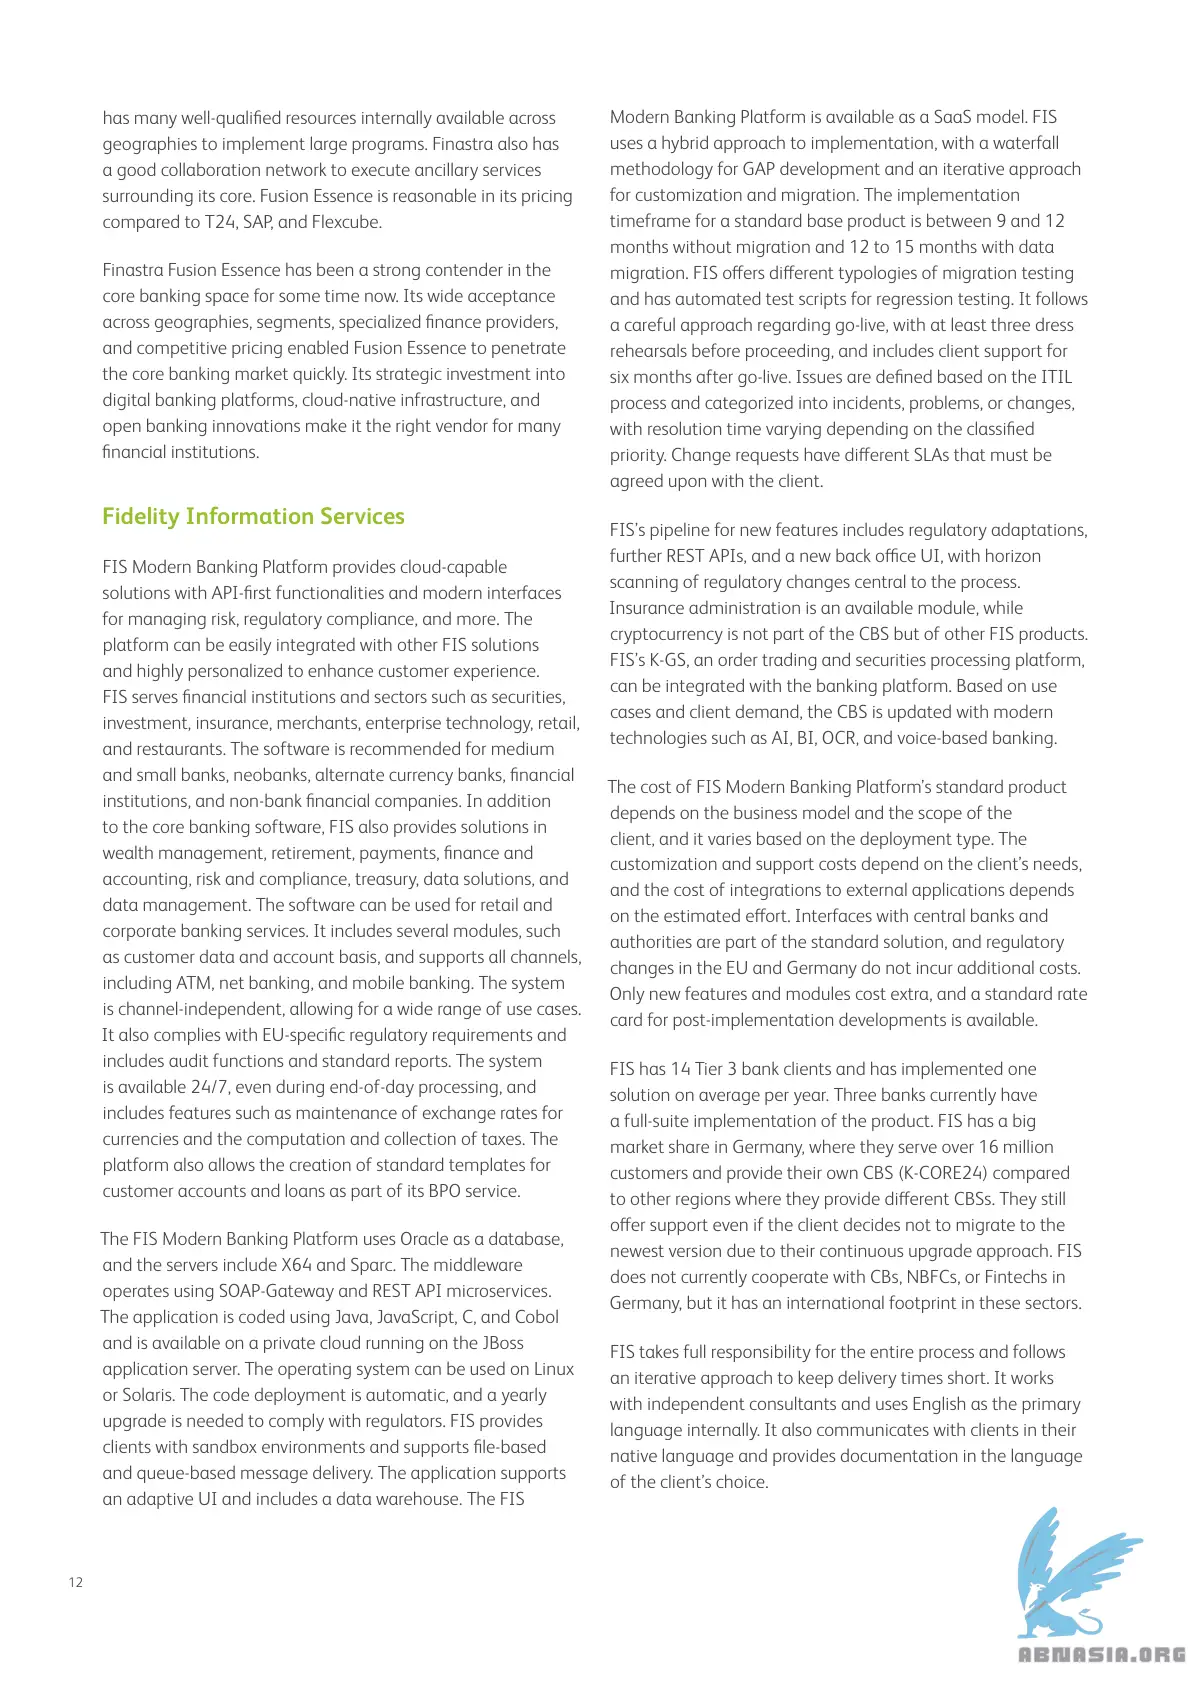 has many well-qualified resources internally available across
geographies to implement large programs. Finastra also has
a good collaboration network to execute ancillary services
surrounding its core. Fusion Essence is reasonable in its pricing
compared to T24, SAP, and Flexcube.
Finastra Fusion Essence has been a strong contender in the
core banking space for some time now. Its wide acceptance
across geographies, segments, specialized finance providers,
and competitive pricing enabled Fusion Essence to penetrate
the core banking market quickly. Its strategic investment into
digital banking platforms, cloud-native infrastructure, and
open banking innovations make it the right vendor for many
financial institutions.
Fidelity Information Services
FIS Modern Banking Platform provides cloud-capable
solutions with API-first functionalities and modern interfaces
for managing risk, regulatory compliance, and more. The
platform can be easily integrated with other FIS solutions
and highly personalized to enhance customer experience.
FIS serves financial institutions and sectors such as securities,
investment, insurance, merchants, enterprise technology, retail,
and restaurants. The software is recommended for medium
and small banks, neobanks, alternate currency banks, financial
institutions, and non-bank financial companies. In addition
to the core banking software, FIS also provides solutions in
wealth management, retirement, payments, finance and
accounting, risk and compliance, treasury, data solutions, and
data management. The software can be used for retail and
corporate banking services. It includes several modules, such
as customer data and account basis, and supports all channels,
including ATM, net banking, and mobile banking. The system
is channel-independent, allowing for a wide range of use cases.
It also complies with EU-specific regulatory requirements and
includes audit functions and standard reports. The system
is available 24/7, even during end-of-day processing, and
includes features such as maintenance of exchange rates for
currencies and the computation and collection of taxes. The
platform also allows the creation of standard templates for
customer accounts and loans as part of its BPO service.
The FIS Modern Banking Platform uses Oracle as a database,
and the servers include X64 and Sparc. The middleware
operates using SOAP-Gateway and REST API microservices.
The application is coded using Java, JavaScript, C, and Cobol
and is available on a private cloud running on the JBoss
application server. The operating system can be used on Linux
or Solaris. The code deployment is automatic, and a yearly
upgrade is needed to comply with regulators. FIS provides
clients with sandbox environments and supports file-based
and queue-based message delivery. The application supports
an adaptive UI and includes a data warehouse. The FIS
Modern Banking Platform is available as a SaaS model. FIS
uses a hybrid approach to implementation, with a waterfall
methodology for GAP development and an iterative approach
for customization and migration. The implementation
timeframe for a standard base product is between 9 and 12
months without migration and 12 to 15 months with data
migration. FIS offers different typologies of migration testing
and has automated test scripts for regression testing. It follows
a careful approach regarding go-live, with at least three dress
rehearsals before proceeding, and includes client support for
six months after go-live. Issues are defined based on the ITIL
process and categorized into incidents, problems, or changes,
with resolution time varying depending on the classified
priority. Change requests have different SLAs that must be
agreed upon with the client.
FIS's pipeline for new features includes regulatory adaptations,
further REST APIs, and a new back office UI, with horizon
scanning of regulatory changes central to the process.
Insurance administration is an available module, while
cryptocurrency is not part of the CBS but of other FIS products.
FIS's K-GS, an order trading and securities processing platform,
can be integrated with the banking platform. Based on use
cases and client demand, the CBS is updated with modern
technologies such as AI, BI, OCR, and voice-based banking.
The cost of FIS Modern Banking Platform's standard product
depends on the business model and the scope of the
client, and it varies based on the deployment type. The
customization and support costs depend on the client's needs,
and the cost of integrations to external applications depends
on the estimated effort. Interfaces with central banks and
authorities are part of the standard solution, and regulatory
changes in the EU and Germany do not incur additional costs.
Only new features and modules cost extra, and a standard rate
card for post-implementation developments is available.
FIS has 14 Tier 3 bank clients and has implemented one
solution on average per year. Three banks currently have
a full-suite implementation of the product. FIS has a big
market share in Germany, where they serve over 16 million
customers and provide their own CBS (K-CORE24) compared
to other regions where they provide different CBSs. They still
offer support even if the client decides not to migrate to the
newest version due to their continuous upgrade approach. FIS
does not currently cooperate with CBs, NBFCs, or Fintechs in
Germany, but it has an international footprint in these sectors.
FIS takes full responsibility for the entire process and follows
an iterative approach to keep delivery times short. It works
with independent consultants and uses English as the primary
language internally. It also communicates with clients in their
native language and provides documentation in the language
of the client's choice.
12
ABNASIA.ORG